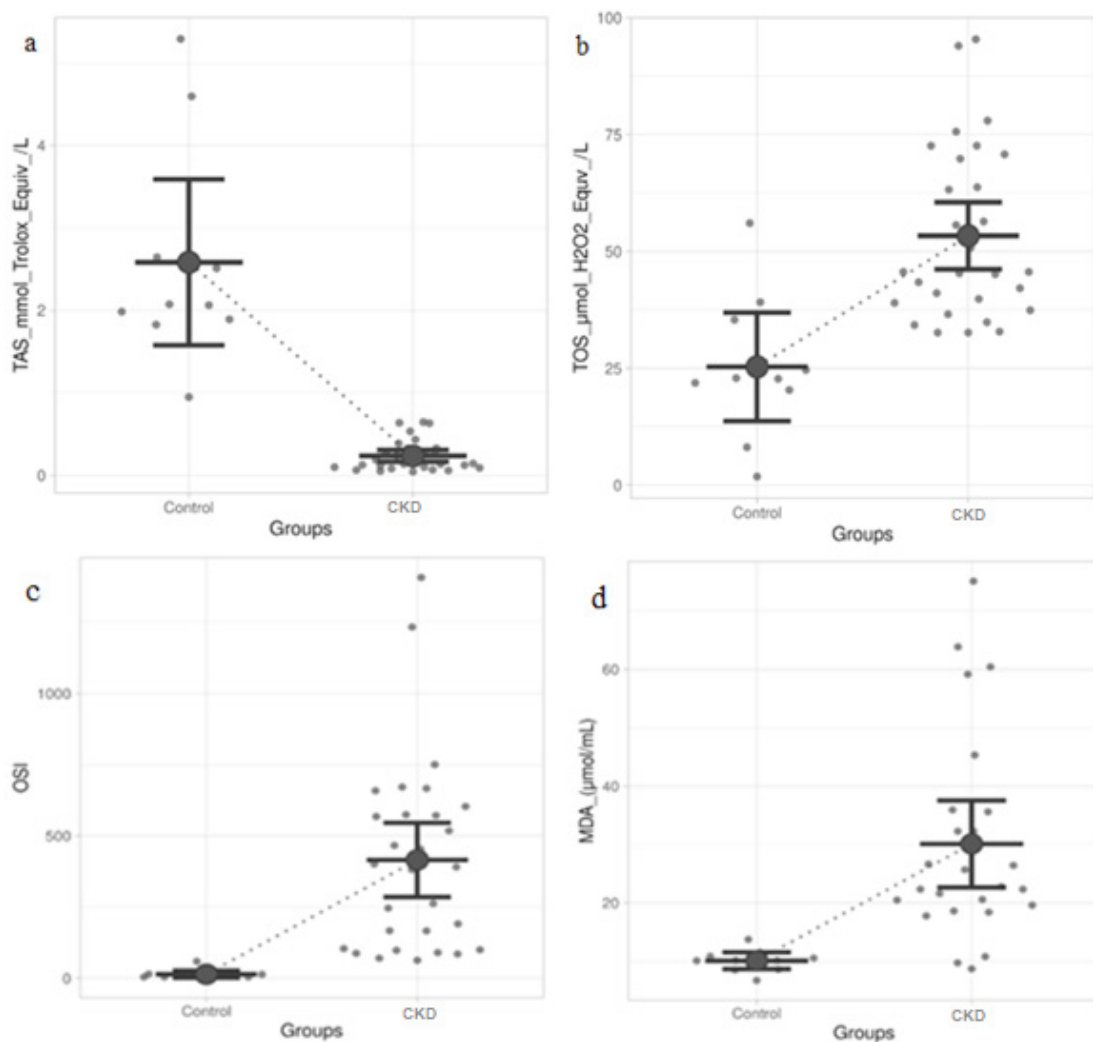 a
TAS_mmol_Trolox_Equiv_/L
4
2
0
Control CKD
Groups
b
TOS_µmol_H2O2_Equv_/L
100
75
50
25
0
Control CKD
Groups
c
OSI
1000
500
0
Control CKD
Groups
d
MDA_(µmol/mL)
60
40
20
Control CKD
Groups